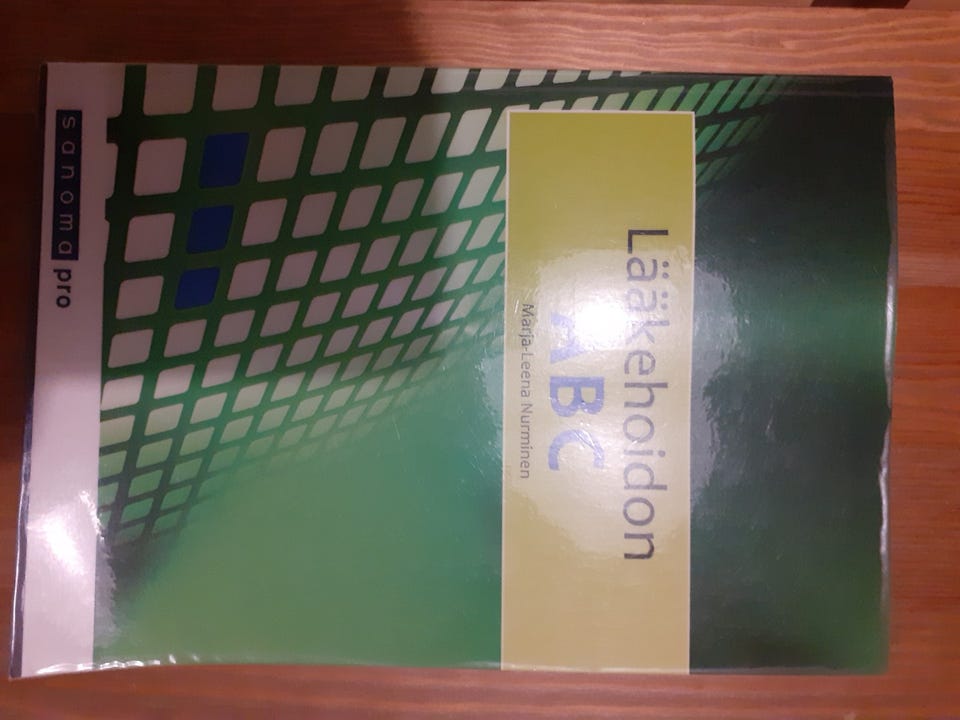 Lääkehoidon
ABC
Marja-Leena Nurminen
sanoma pro